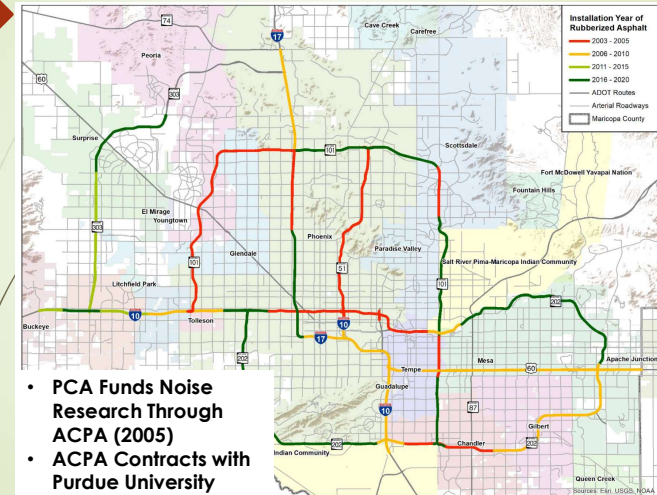 Installation Year of
Rubberized Asphalt
2003 - 2005
2006 - 2010
2011 - 2015
2016 - 2020
ADOT Routes
Arterial Roadways
Maricopa County
74
17
Cave Creek
Carefree
Peoria
60
303
Surprise
101
Scottsdale
Fort McDowell Yavapai Nation
Fountain Hills
El Mirage
Youngtown
303
Phoenix
Paradise Valley
Glendale
101
51
Salt River Pima-Maricopa Indian Community
101
Litchfield Park
202
Buckeye
10
Tolleson
10
17
202
Tempe
Mesa
60
Apache Junction
Guadalupe
10
87
Gilbert
202
Indian Community
Chandler
202
Queen Creek
Sources: Esri, USGS, NOAA
• PCA Funds Noise
Research Through
ACPA (2005)
• ACPA Contracts with
Purdue University